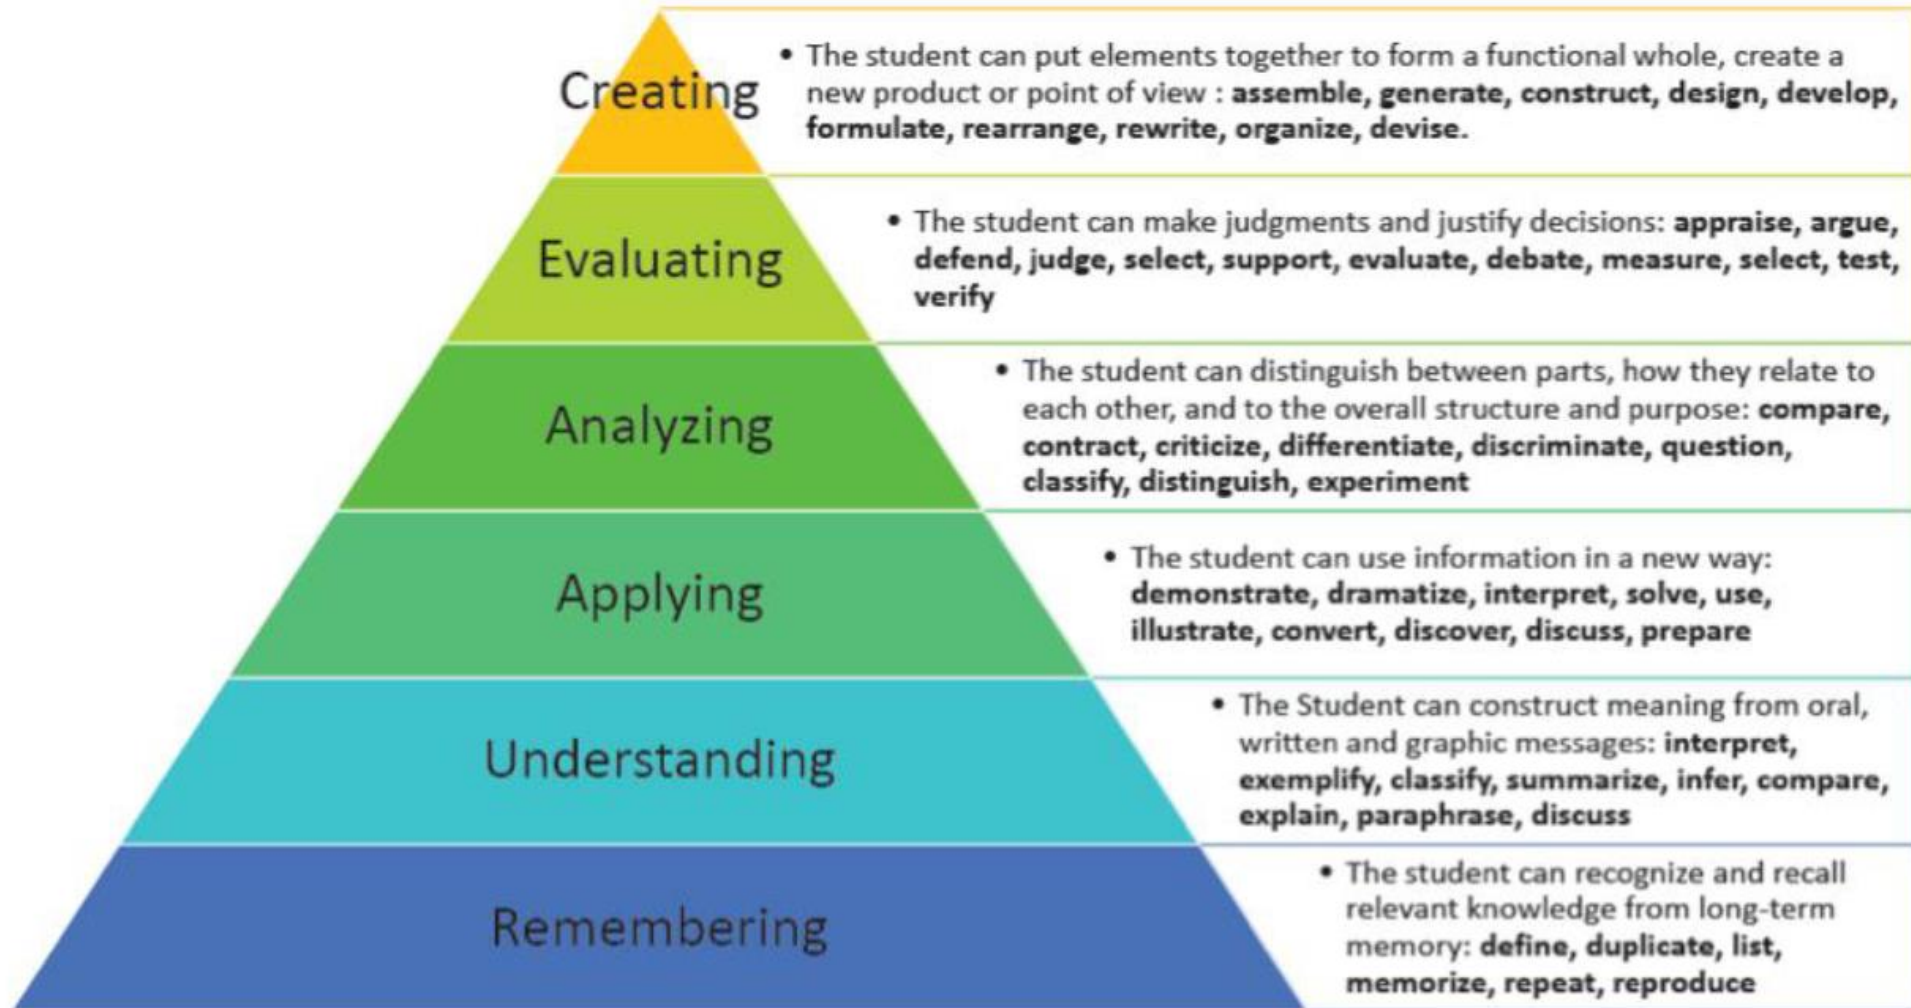 Creating
• The student can put elements together to form a functional whole, create a
new product or point of view : assemble, generate, construct, design, develop,
formulate, rearrange, rewrite, organize, devise.
Evaluating
• The student can make judgments and justify decisions: appraise, argue,
defend, judge, select, support, evaluate, debate, measure, select, test,
verify
Analyzing
• The student can distinguish between parts, how they relate to
each other, and to the overall structure and purpose: compare,
contract, criticize, differentiate, discriminate, question,
classify, distinguish, experiment
Applying
• The student can use information in a new way:
demonstrate, dramatize, interpret, solve, use,
illustrate, convert, discover, discuss, prepare
Understanding
• The Student can construct meaning from oral,
written and graphic messages: interpret,
exemplify, classify, summarize, infer, compare,
explain, paraphrase, discuss
Remembering
• The student can recognize and recall
relevant knowledge from long-term
memory: define, duplicate, list,
memorize, repeat, reproduce